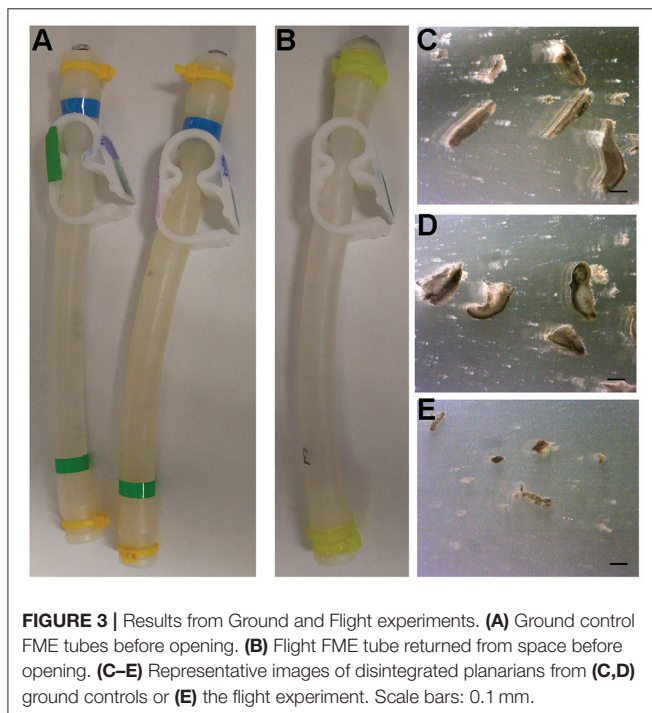 A
B
C
D
E
FIGURE 3 | Results from Ground and Flight experiments. (A) Ground control
FME tubes before opening. (B) Flight FME tube returned from space before
opening. (C–E) Representative images of disintegrated planarians from (C,D)
ground controls or (E) the flight experiment. Scale bars: 0.1 mm.